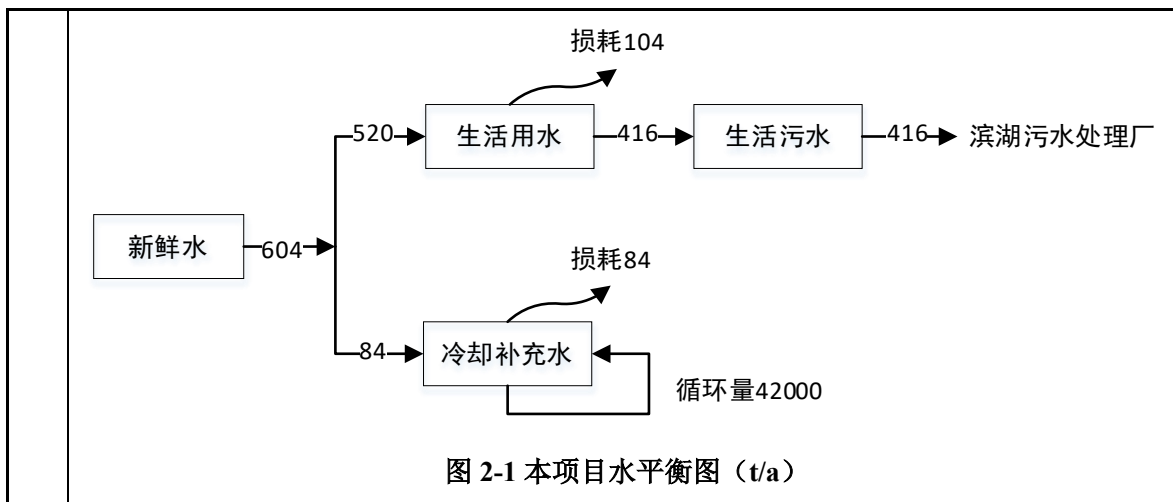 损耗104
520
生活用水
416
生活污水
416
滨湖污水处理厂
新鲜水
604
损耗84
84
冷却补充水
循环量42000
图 2-1 本项目水平衡图（t/a）